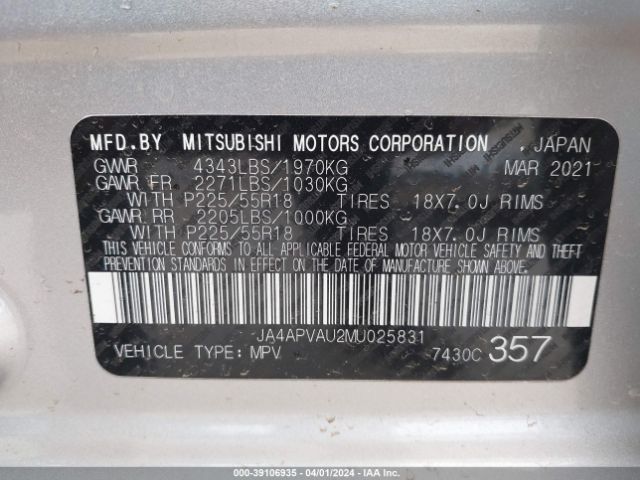 MFD.BY MITSUBISHI MOTORS CORPORATION , JAPAN
GVWR 4343LBS/1970KG MAR 2021
GAWR FR 2271LBS/1030KG
WITH P225/55R18 TIRES 18X7.0J RIMS
GAWR RR 2205LBS/1000KG
WITH P225/55R18 TIRES 18X7.0J RIMS
THIS VEHICLE CONFORMS TO ALL APPLICABLE FEDERAL MOTOR VEHICLE SAFETY AND THEFT
PREVENTION STANDARDS IN EFFECT ON THE DATE OF MANUFACTURE SHOWN ABOVE.
JA4APVAU2MU025831
VEHICLE TYPE: MPV 7430C 357
000-39106935 - 04/01/2024 - COPYRIGHT IAA, LLC.